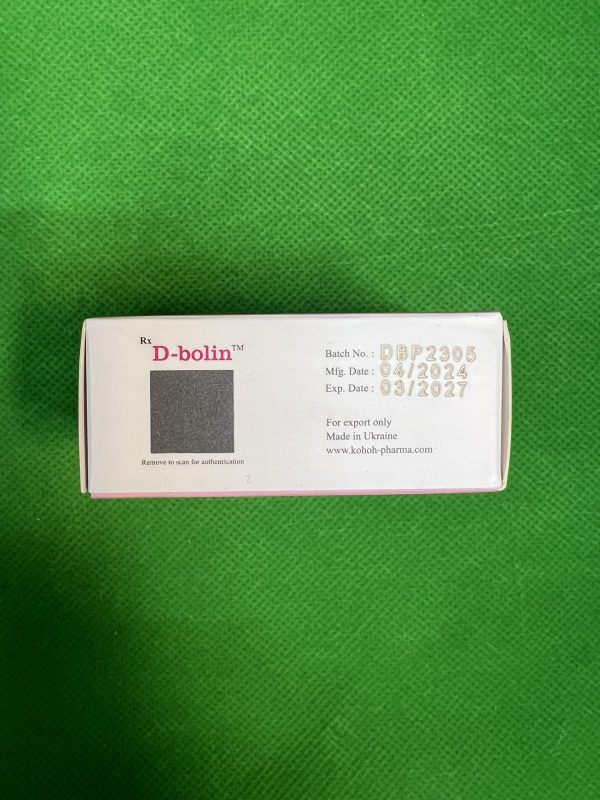 Rx
D-bolin™
Remove to scan for authentication
Batch No. : DBP2305
Mfg. Date : 04/2024
Exp. Date : 03/2027
For export only
Made in Ukraine
www.kohoh-pharma.com